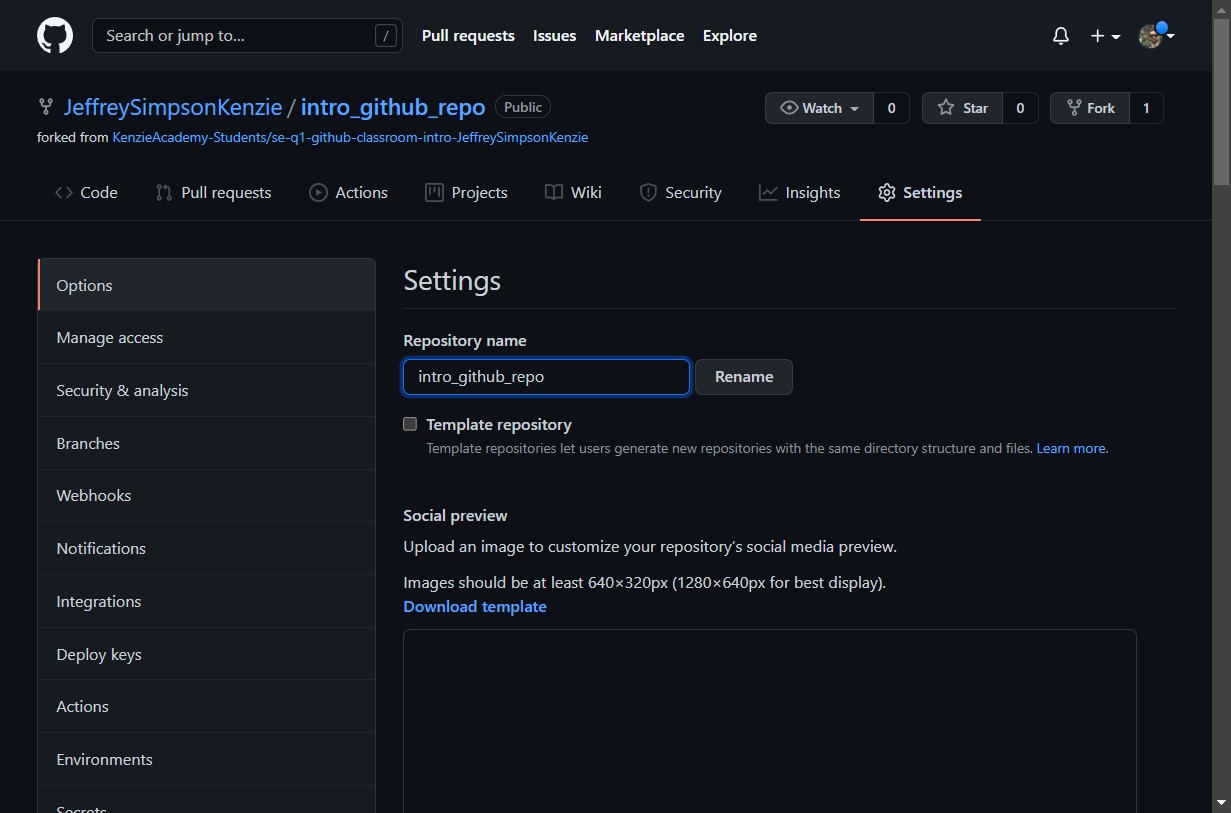 Search or jump to... / Pull requests Issues Marketplace Explore
JeffreySimpsonKenzie / intro_github_repo Public Watch 0 Star 0 Fork 1
forked from KenzieAcademy-Students/se-q1-github-classroom-intro-JeffreySimpsonKenzie
Code Pull requests Actions Projects Wiki Security Insights Settings
Options
Manage access
Security & analysis
Branches
Webhooks
Notifications
Integrations
Deploy keys
Actions
Environments
Secrets
Settings
Repository name
intro_github_repo Rename
Template repository
Template repositories let users generate new repositories with the same directory structure and files. Learn more.
Social preview
Upload an image to customize your repository’s social media preview.
Images should be at least 640×320px (1280×640px for best display).
Download template